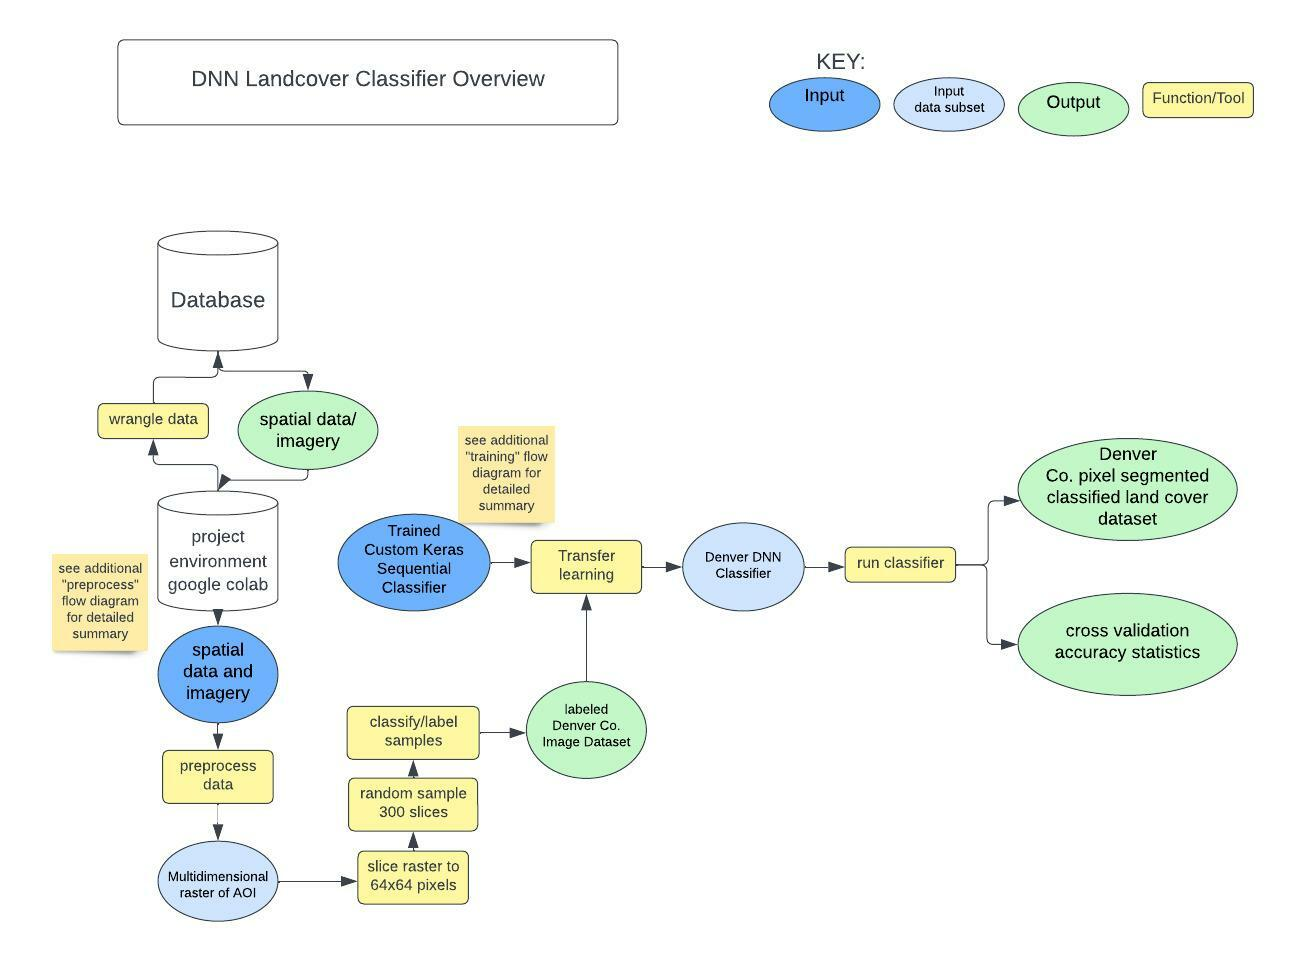 DNN Landcover Classifier Overview
KEY:
Input
Input
data subset
Output
Function/Tool
Database
wrangle data
spatial data/
imagery
project
environment
google colab
see additional
"preprocess"
flow diagram
for detailed
summary
spatial
data and
imagery
preprocess
data
Multidimensional
raster of AOI
slice raster to
64x64 pixels
random sample
300 slices
classify/label
samples
labeled
Denver Co.
Image Dataset
see additional
"training" flow
diagram for
detailed
summary
Trained
Custom Keras
Sequential
Classifier
Transfer
learning
Denver DNN
Classifier
run classifier
Denver
Co. pixel segmented
classified land cover
dataset
cross validation
accuracy statistics